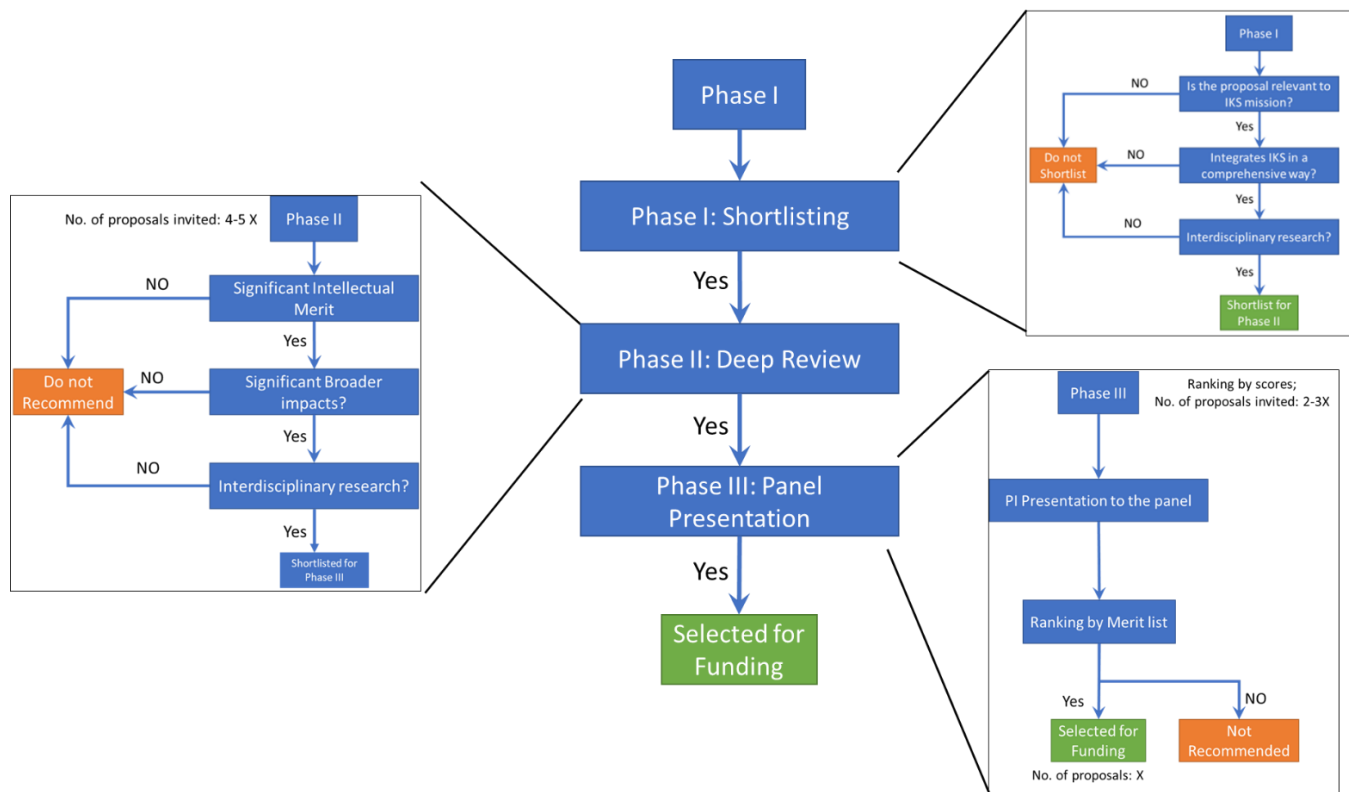 Phase I
Phase I: Shortlisting
Yes
Phase II: Deep Review
Yes
Phase III: Panel
Presentation
Yes
Selected for
Funding
Phase I
Is the proposal relevant to
IKS mission?
NO
Yes
Do not
Shortlist
NO
Integrates IKS in a
comprehensive way?
Yes
NO
Interdisciplinary research?
Yes
Shortlist for
Phase II
No. of proposals invited: 4-5 X
Phase II
NO
Significant Intellectual
Merit
Yes
Do not
Recommend
NO
Significant Broader
impacts?
Yes
NO
Interdisciplinary research?
Yes
Shortlisted for
Phase III
Phase III
Ranking by scores;
No. of proposals invited: 2-3X
PI Presentation to the panel
Ranking by Merit list
Yes
NO
Selected for
Funding
Not
Recommended
No. of proposals: X